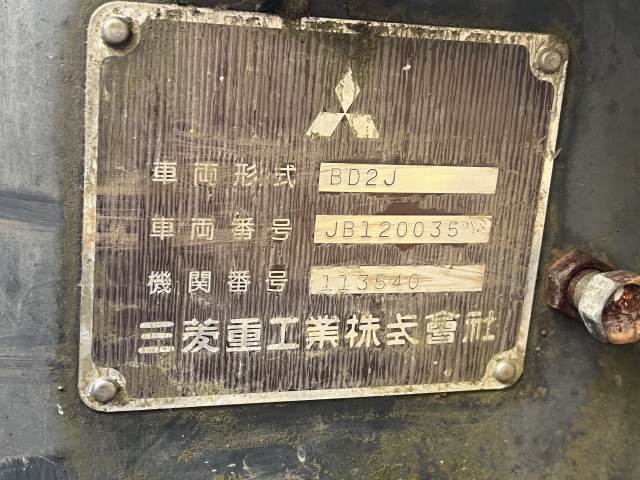 車両形式 BD2J
車両番号 JB120035
機関番号 113540
三菱重工業株式會社